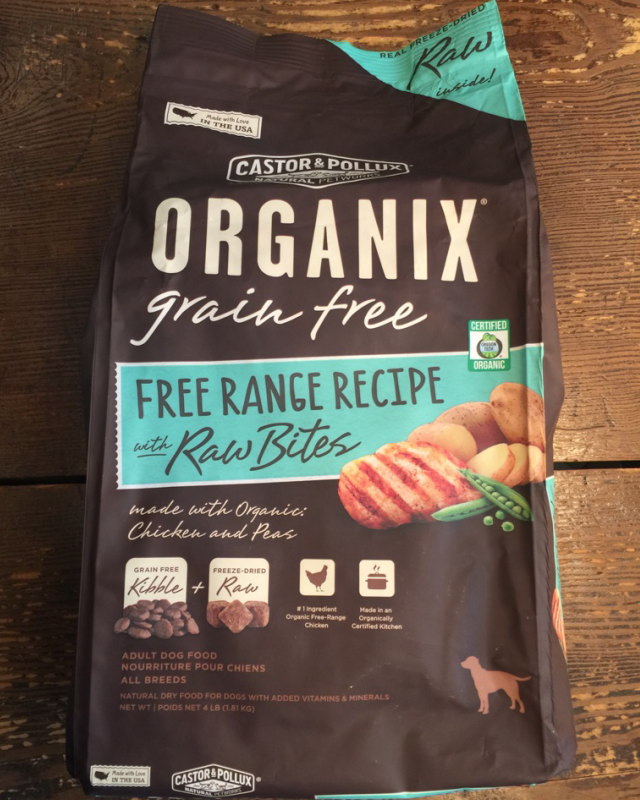 REAL FREEZE-DRIED
Raw
inside!
Made with Love
IN THE USA
CASTOR & POLLUX
NATURAL PETWORKS
ORGANIX®
grain free
CERTIFIED
ORGANIC
FREE RANGE RECIPE
with Raw Bites
made with Organic:
Chicken and Peas
GRAIN FREE
Kibble
+
FREEZE-DRIED
Raw
#1 Ingredient
Organic Free-Range
Chicken
Made in an
Organically
Certified Kitchen
ADULT DOG FOOD
NOURRITURE POUR CHIENS
ALL BREEDS
NATURAL DRY FOOD FOR DOGS WITH ADDED VITAMINS & MINERALS
NET WT | POIDS NET 4 LB (1.81 KG)
Made with Love
IN THE USA
CASTOR & POLLUX®
NATURAL PETWORKS